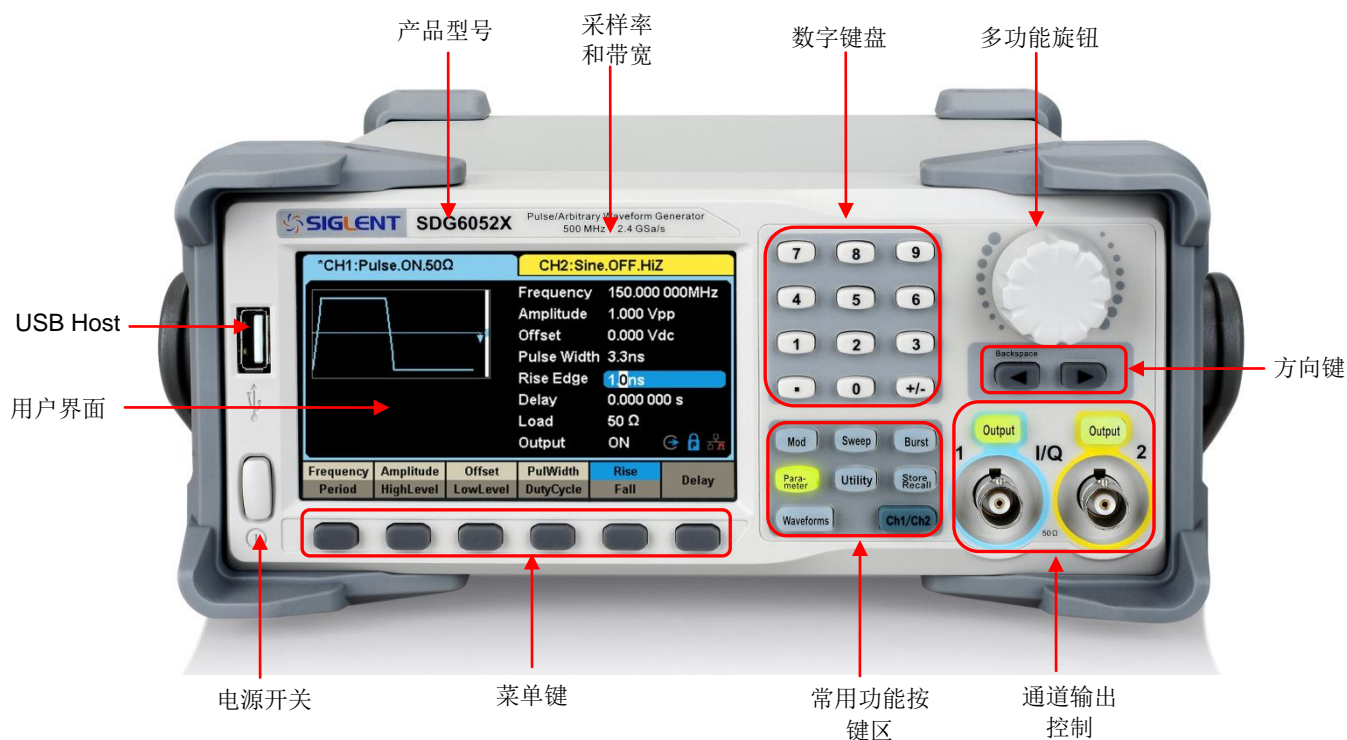 产品型号
采样率
和带宽
数字键盘
多功能旋钮
SIGLENT SDG6052X
Pulse/Arbitrary Waveform Generator
500 MHz 2.4 GSa/s
*CH1:Pulse.ON.50Ω
CH2:Sine.OFF.HiZ
Frequency 150.000 000MHz
Amplitude 1.000 Vpp
Offset 0.000 Vdc
Pulse Width 3.3ns
Rise Edge 1.0ns
Delay 0.000 000 s
Load 50 Ω
Output ON
Frequency Amplitude Offset PulWidth Rise Delay
Period HighLevel LowLevel DutyCycle Fall
7 8 9
4 5 6
1 2 3
. 0 +/-
Mod Sweep Burst
Para-
meter
Utility
Store
Recall
Waveforms Ch1/Ch2
Backspace
Output Output
1 I/Q 2
50Ω
USB Host
用户界面
方向键
电源开关
菜单键
常用功能按
键区
通道输出
控制